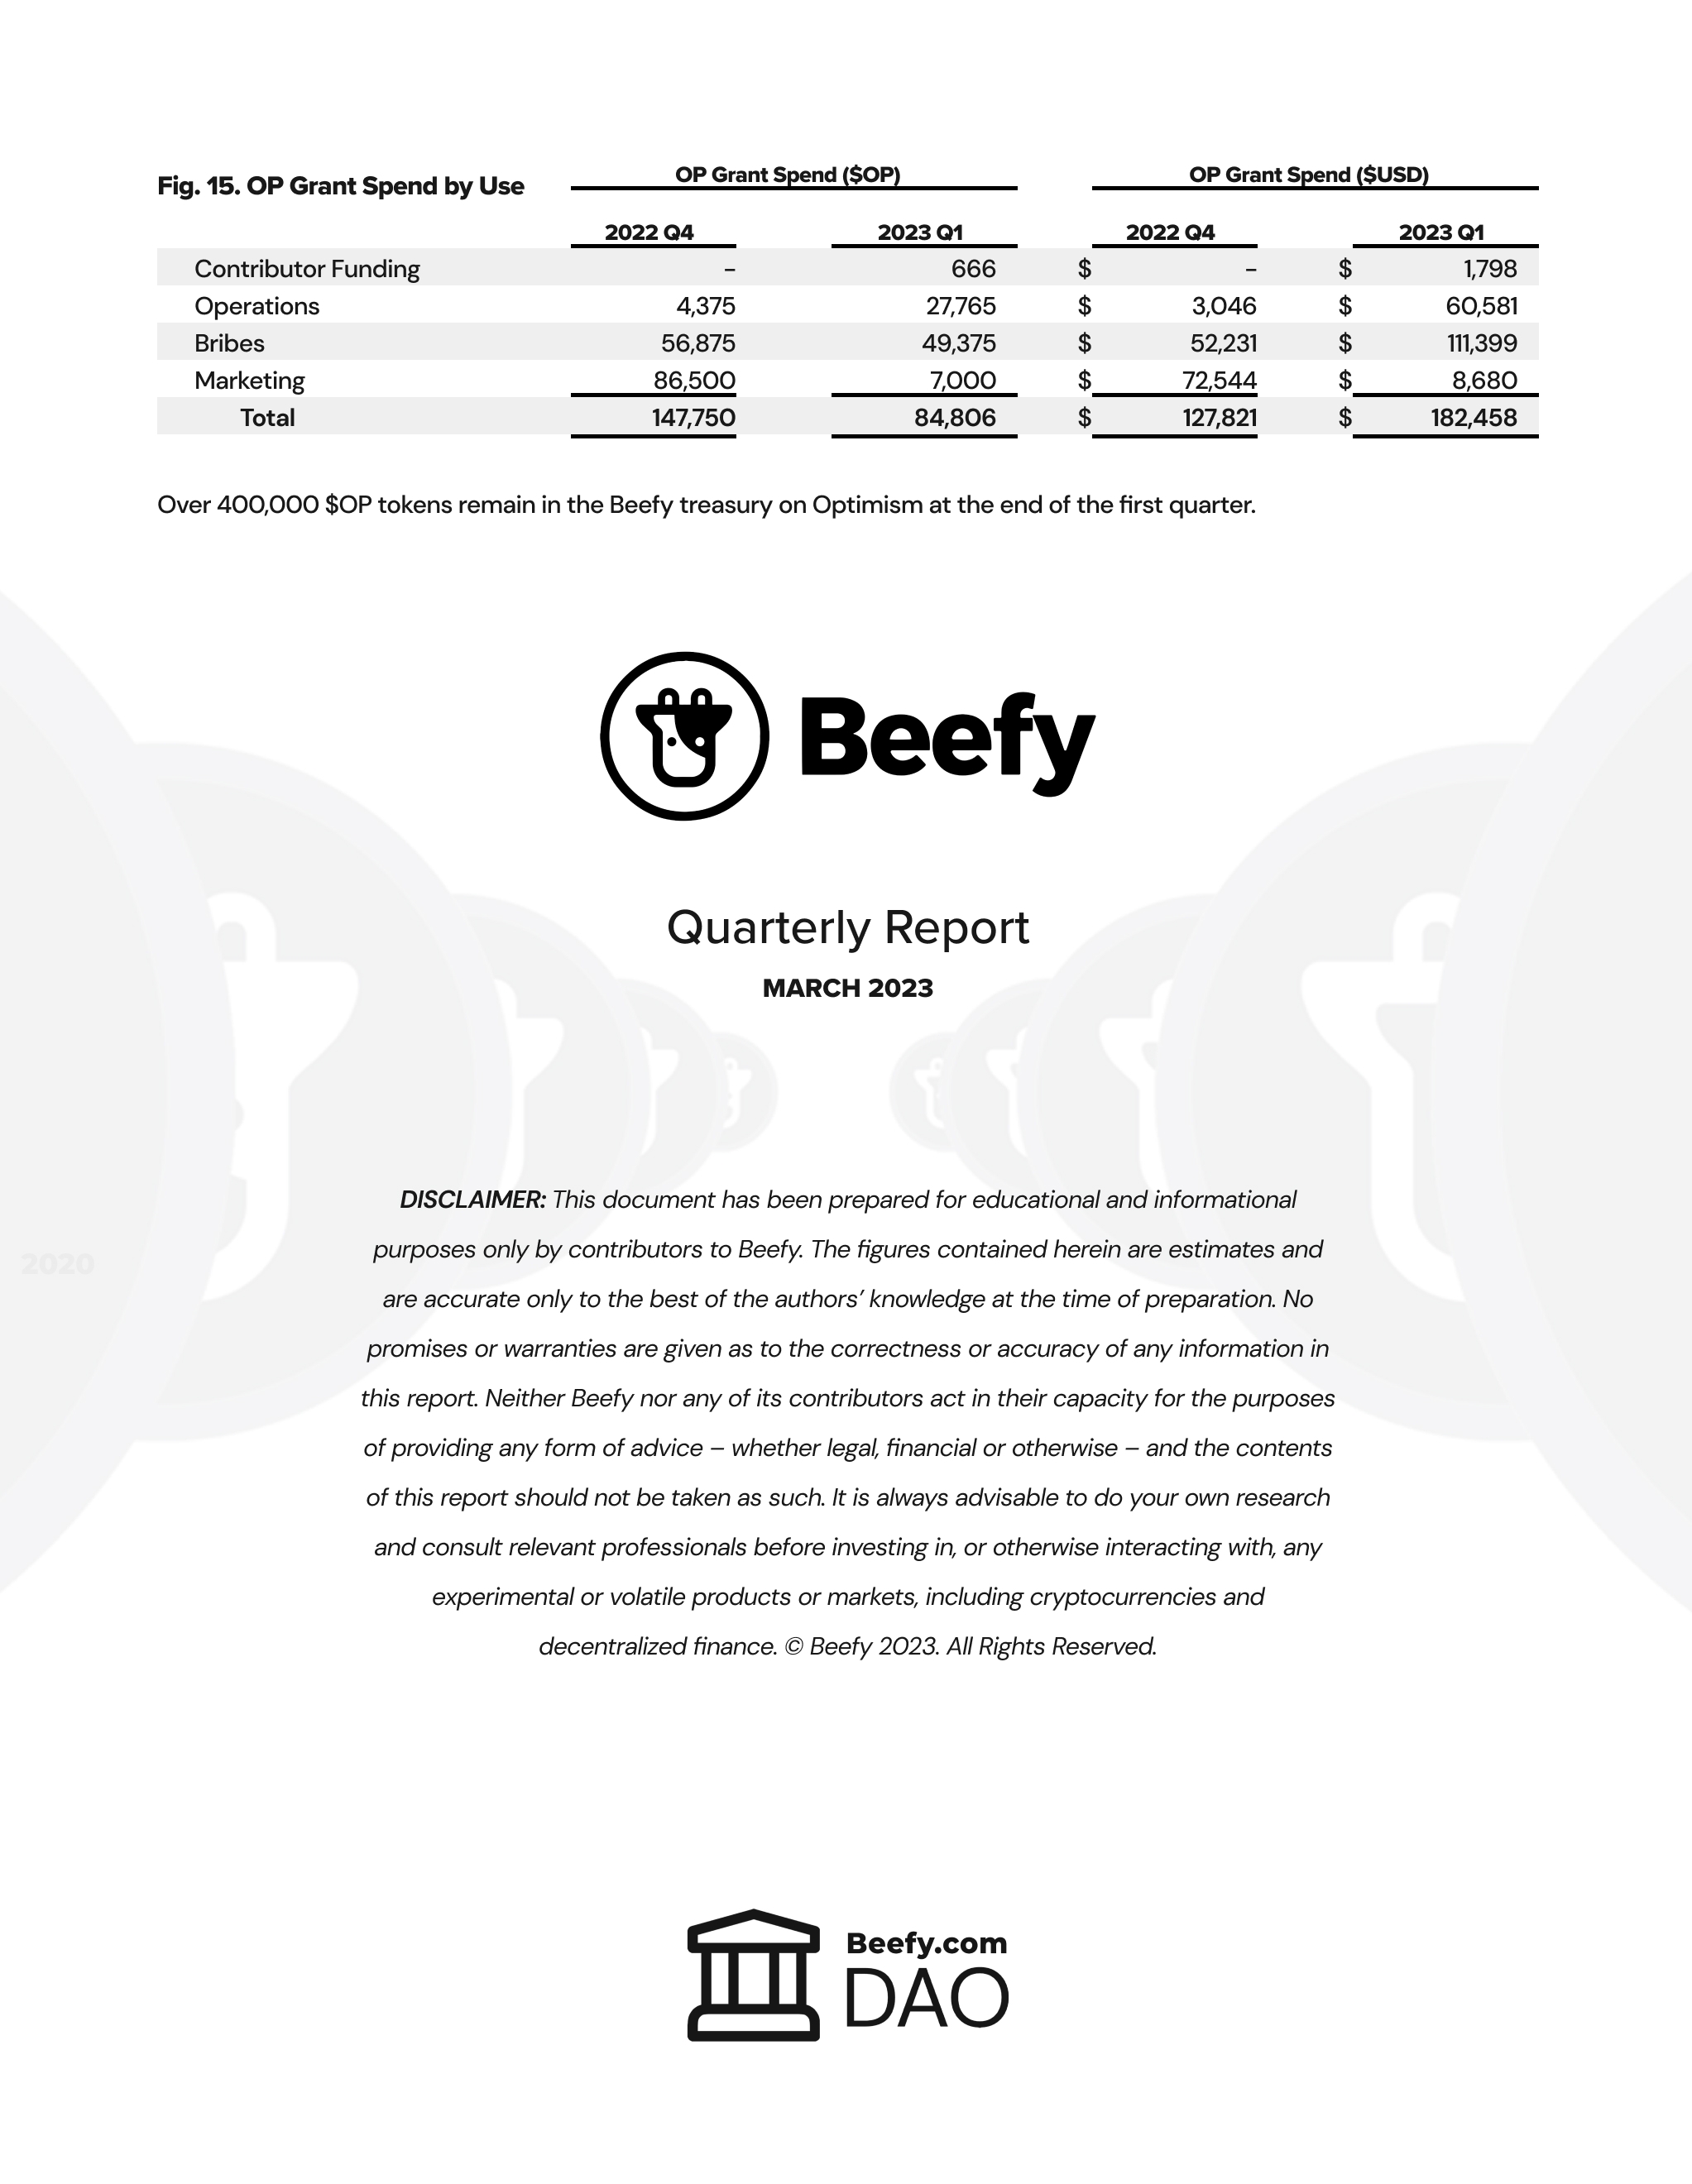 Fig. 15. OP Grant Spend by Use
OP Grant Spend ($OP) OP Grant Spend ($USD)
2022 Q4 2023 Q1 2022 Q4 2023 Q1
Contributor Funding – 666 $ – $ 1,798
Operations 4,375 27,765 $ 3,046 $ 60,581
Bribes 56,875 49,375 $ 52,231 $ 111,399
Marketing 86,500 7,000 $ 72,544 $ 8,680
Total 147,750 84,806 $ 127,821 $ 182,458
Over 400,000 $OP tokens remain in the Beefy treasury on Optimism at the end of the first quarter.
Beefy
Quarterly Report
MARCH 2023
DISCLAIMER: This document has been prepared for educational and informational
purposes only by contributors to Beefy. The figures contained herein are estimates and
2020
are accurate only to the best of the authors’ knowledge at the time of preparation. No
promises or warranties are given as to the correctness or accuracy of any information in
this report. Neither Beefy nor any of its contributors act in their capacity for the purposes
of providing any form of advice – whether legal, financial or otherwise – and the contents
of this report should not be taken as such. It is always advisable to do your own research
and consult relevant professionals before investing in, or otherwise interacting with, any
experimental or volatile products or markets, including cryptocurrencies and
decentralized finance. © Beefy 2023. All Rights Reserved.
Beefy.com
DAO